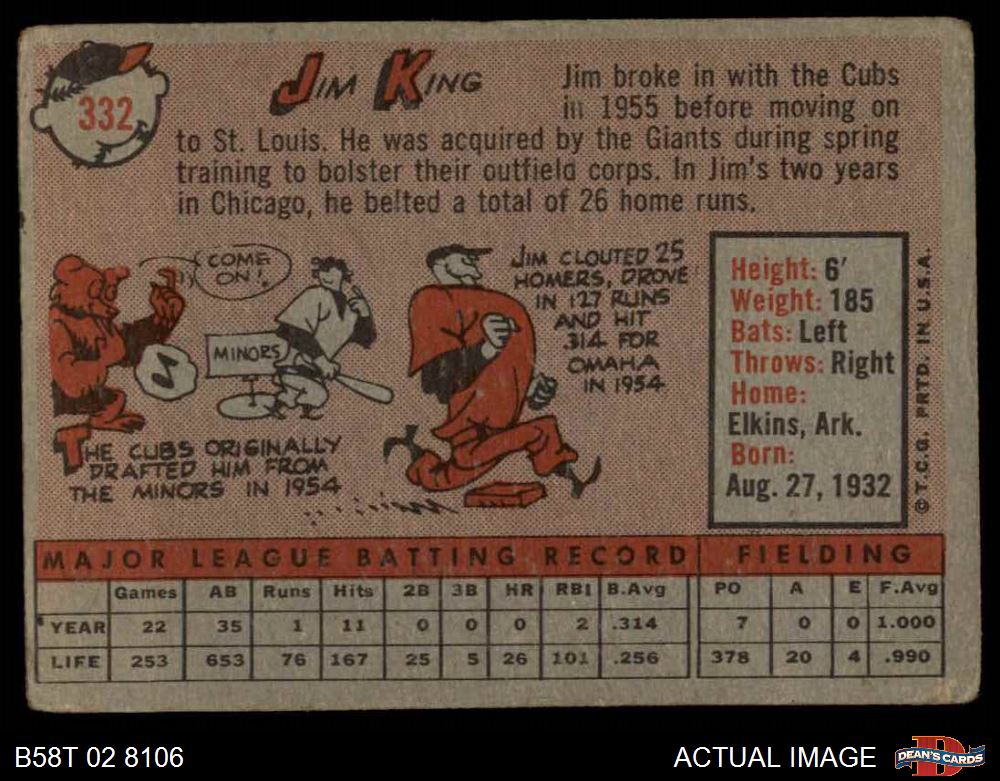 332
JIM KING
Jim broke in with the Cubs
in 1955 before moving on
to St. Louis. He was acquired by the Giants during spring
training to bolster their outfield corps. In Jim's two years
in Chicago, he belted a total of 26 home runs.
COME
ON!
MINORS
THE CUBS ORIGINALLY
DRAFTED HIM FROM
THE MINORS IN 1954
JIM CLOUTED 25
HOMERS, DROVE
IN 127 RUNS
AND HIT
.314 FOR
OMAHA
IN 1954
Height: 6'
Weight: 185
Bats: Left
Throws: Right
Home:
Elkins, Ark.
Born:
Aug. 27, 1932
© T.C.G. PRTD. IN U.S.A.
MAJOR LEAGUE BATTING RECORD FIELDING
Games AB Runs Hits 2B 3B HR RBI B.Avg PO A E F.Avg
YEAR 22 35 1 11 0 0 0 2 .314 7 0 0 1.000
LIFE 253 653 76 167 25 5 26 101 .256 378 20 4 .990
B58T 02 8106
ACTUAL IMAGE
D
DEAN'S CARDS